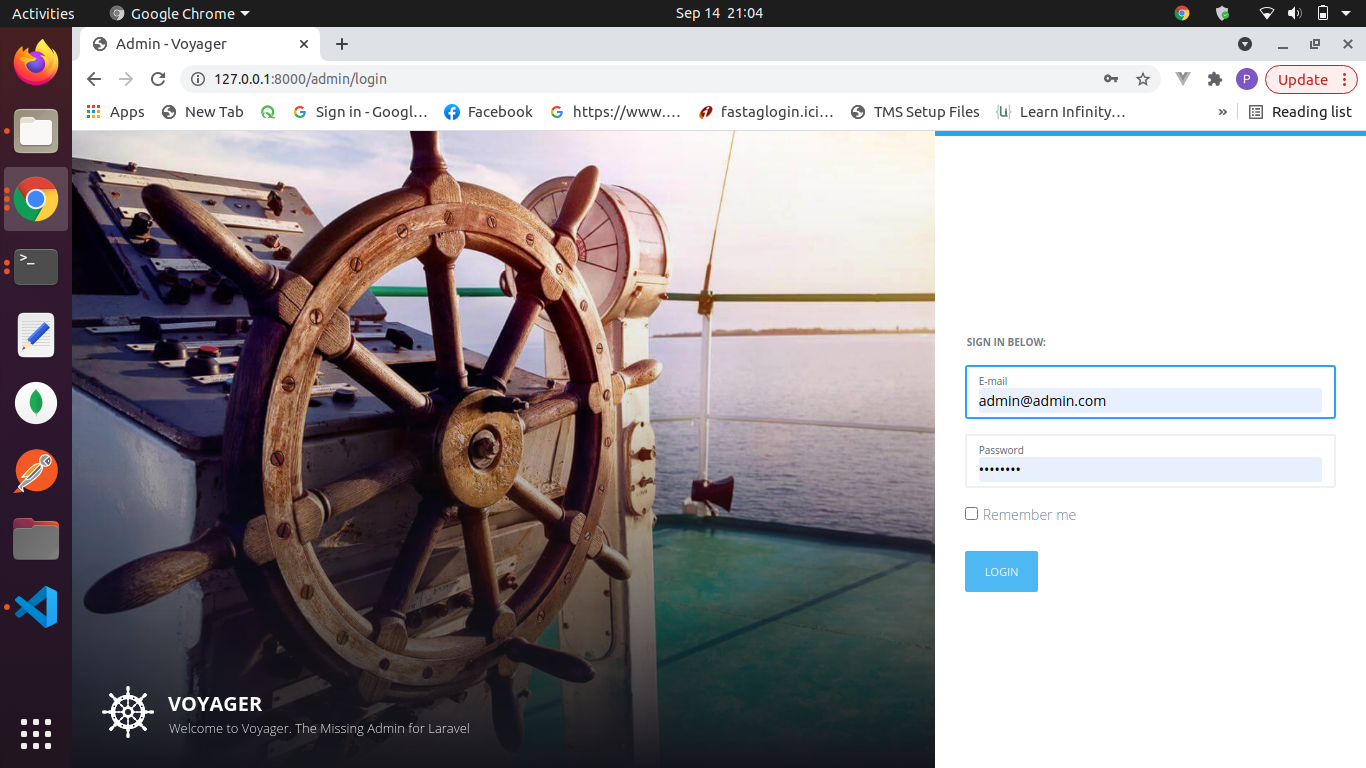 Activities
Google Chrome
Sep 14 21:04
Admin - Voyager
127.0.0.1:8000/admin/login
P
Update
Apps
New Tab
Sign in - Googl…
Facebook
https://www.…
fastaglogin.ici…
TMS Setup Files
Learn Infinity…
»
Reading list
>_
SIGN IN BELOW:
E-mail
admin@admin.com
Password
••••••••
Remember me
LOGIN
VOYAGER
Welcome to Voyager. The Missing Admin for Laravel